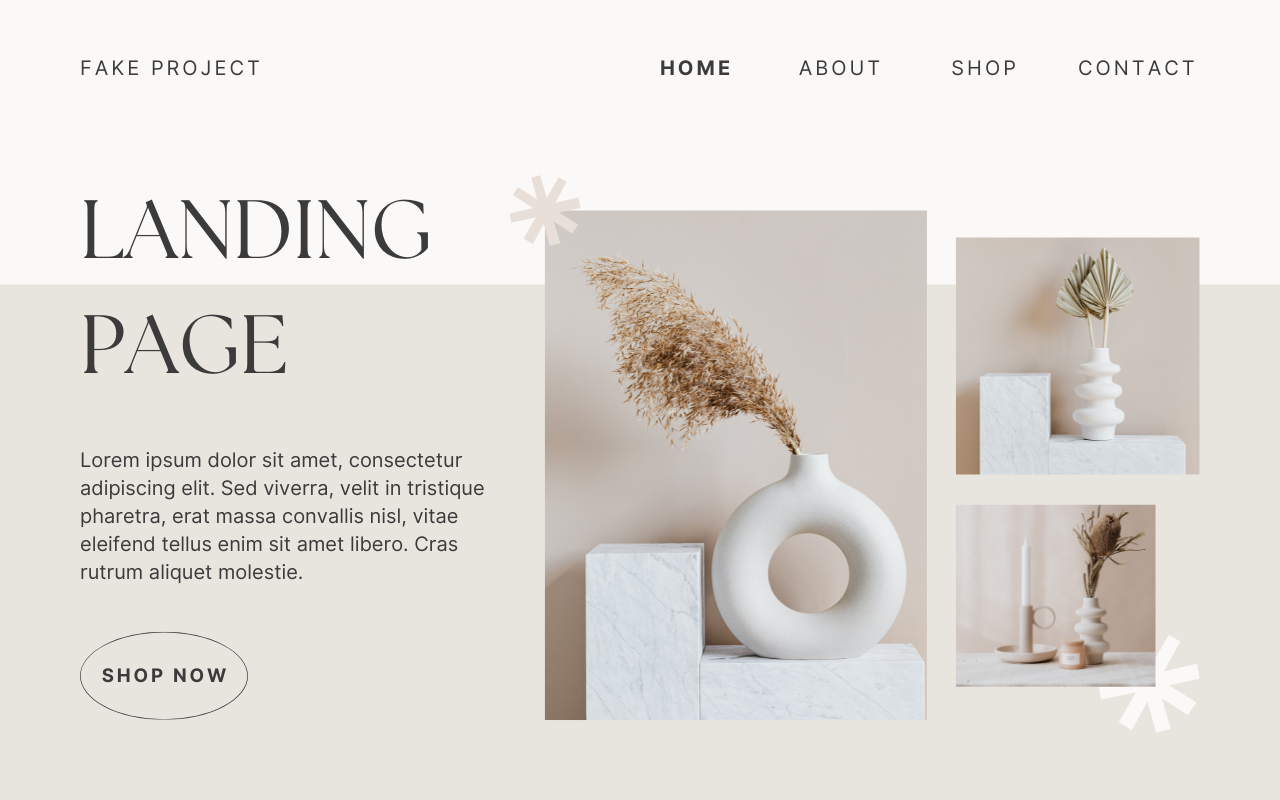 FAKE PROJECT
HOME ABOUT SHOP CONTACT
LANDING
PAGE
Lorem ipsum dolor sit amet, consectetur
adipiscing elit. Sed viverra, velit in tristique
pharetra, erat massa convallis nisl, vitae
eleifend tellus enim sit amet libero. Cras
rutrum aliquet molestie.
SHOP NOW